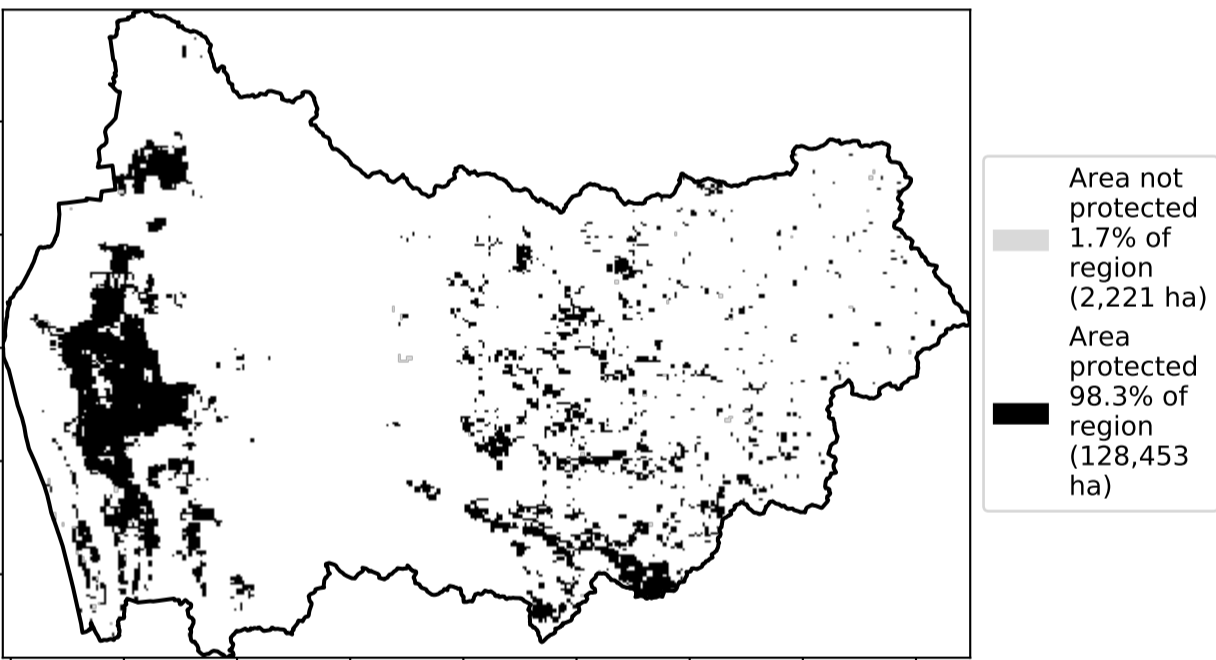 Area not
protected
1.7% of
region
(2,221 ha)
Area
protected
98.3% of
region
(128,453
ha)